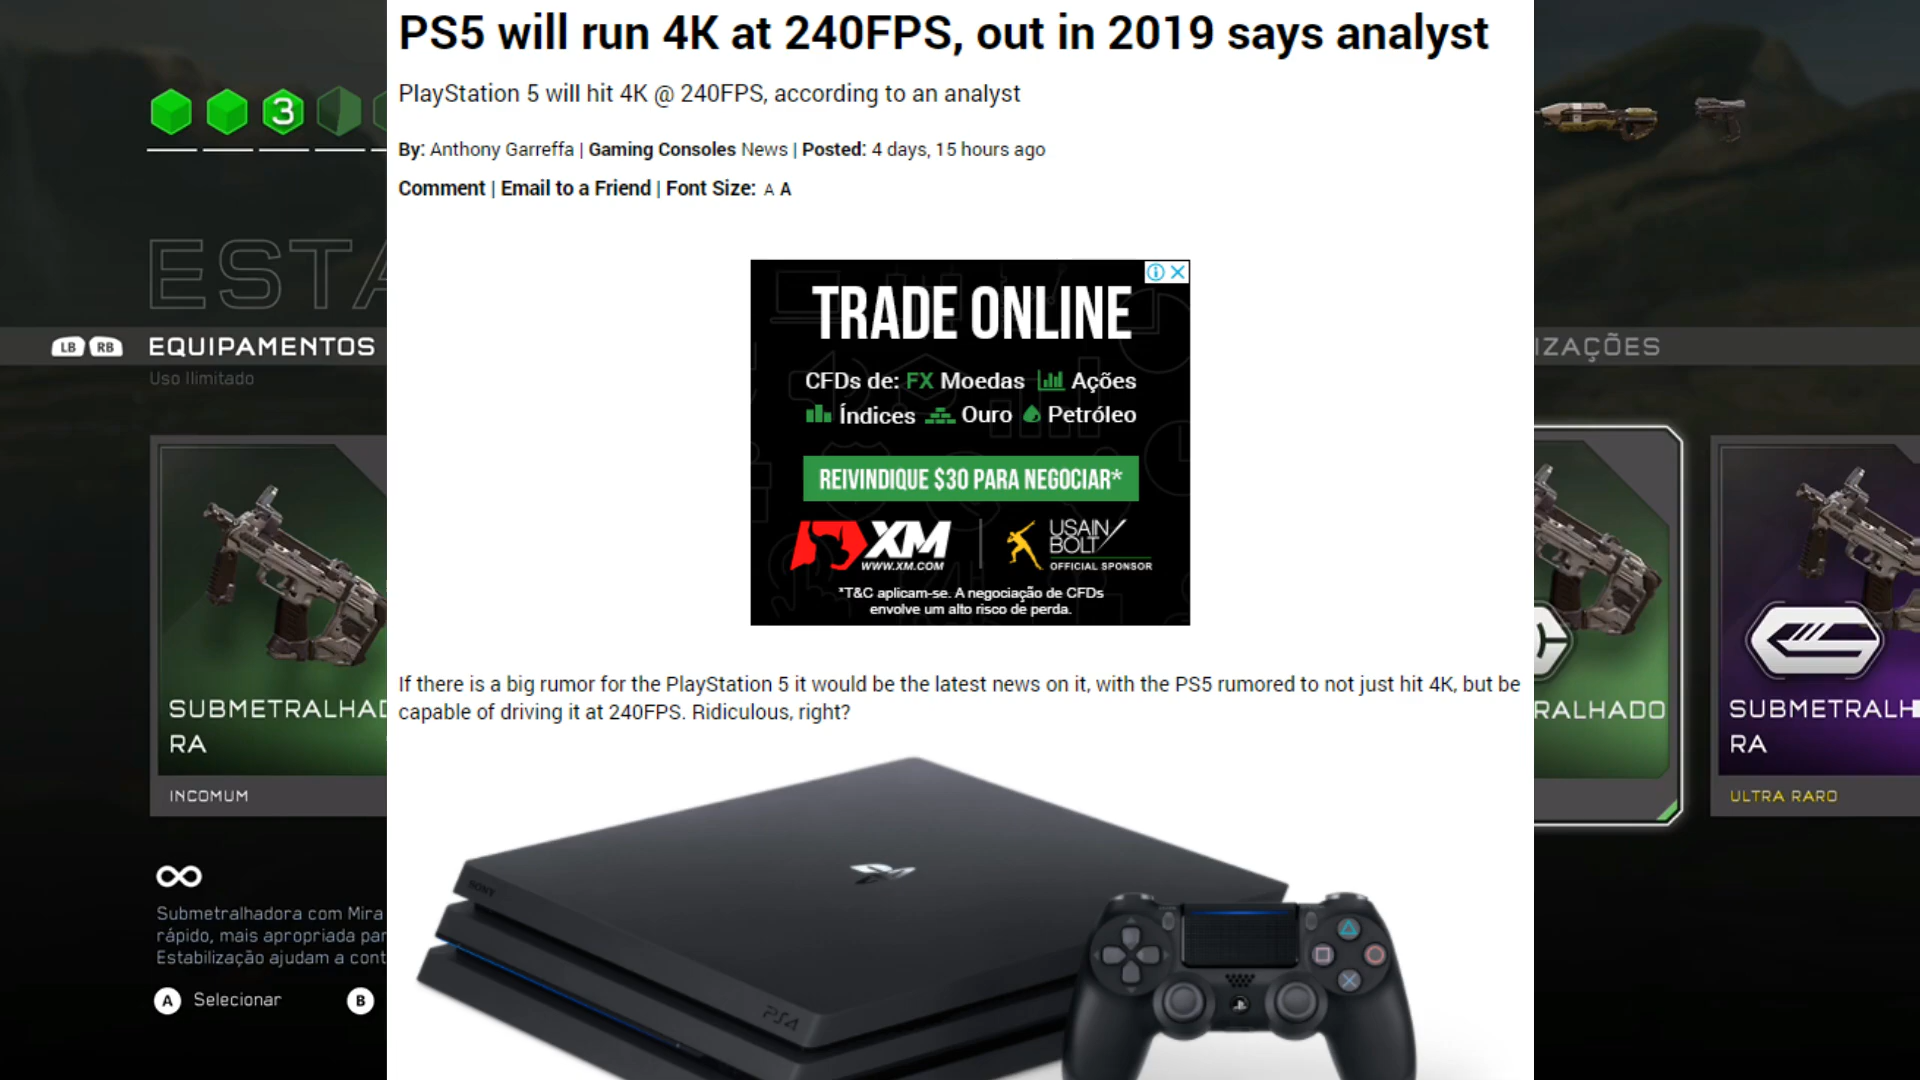 PS5 will run 4K at 240FPS, out in 2019 says analyst
PlayStation 5 will hit 4K @ 240FPS, according to an analyst
By: Anthony Garreffa | Gaming Consoles News | Posted: 4 days, 15 hours ago
Comment | Email to a Friend | Font Size: A A
3
ESTA
LB RB EQUIPAMENTOS
IZAÇÕES
Uso Ilimitado
TRADE ONLINE
CFDs de: FX Moedas Ações
Índices Ouro Petróleo
REIVINDIQUE $30 PARA NEGOCIAR*
XM
WWW.XM.COM
USAIN
BOLT
OFFICIAL SPONSOR
*T&C aplicam-se. A negociação de CFDs
envolve um alto risco de perda.
If there is a big rumor for the PlayStation 5 it would be the latest news on it, with the PS5 rumored to not just hit 4K, but be
capable of driving it at 240FPS. Ridiculous, right?
SUBMETRALHAD
RA
INCOMUM
RALHADO
SUBMETRALH
RA
ULTRA RARO
Submetralhadora com Mira
rápido, mais apropriada par
Estabilização ajudam a cont
A Selecionar B
SONY
PS4